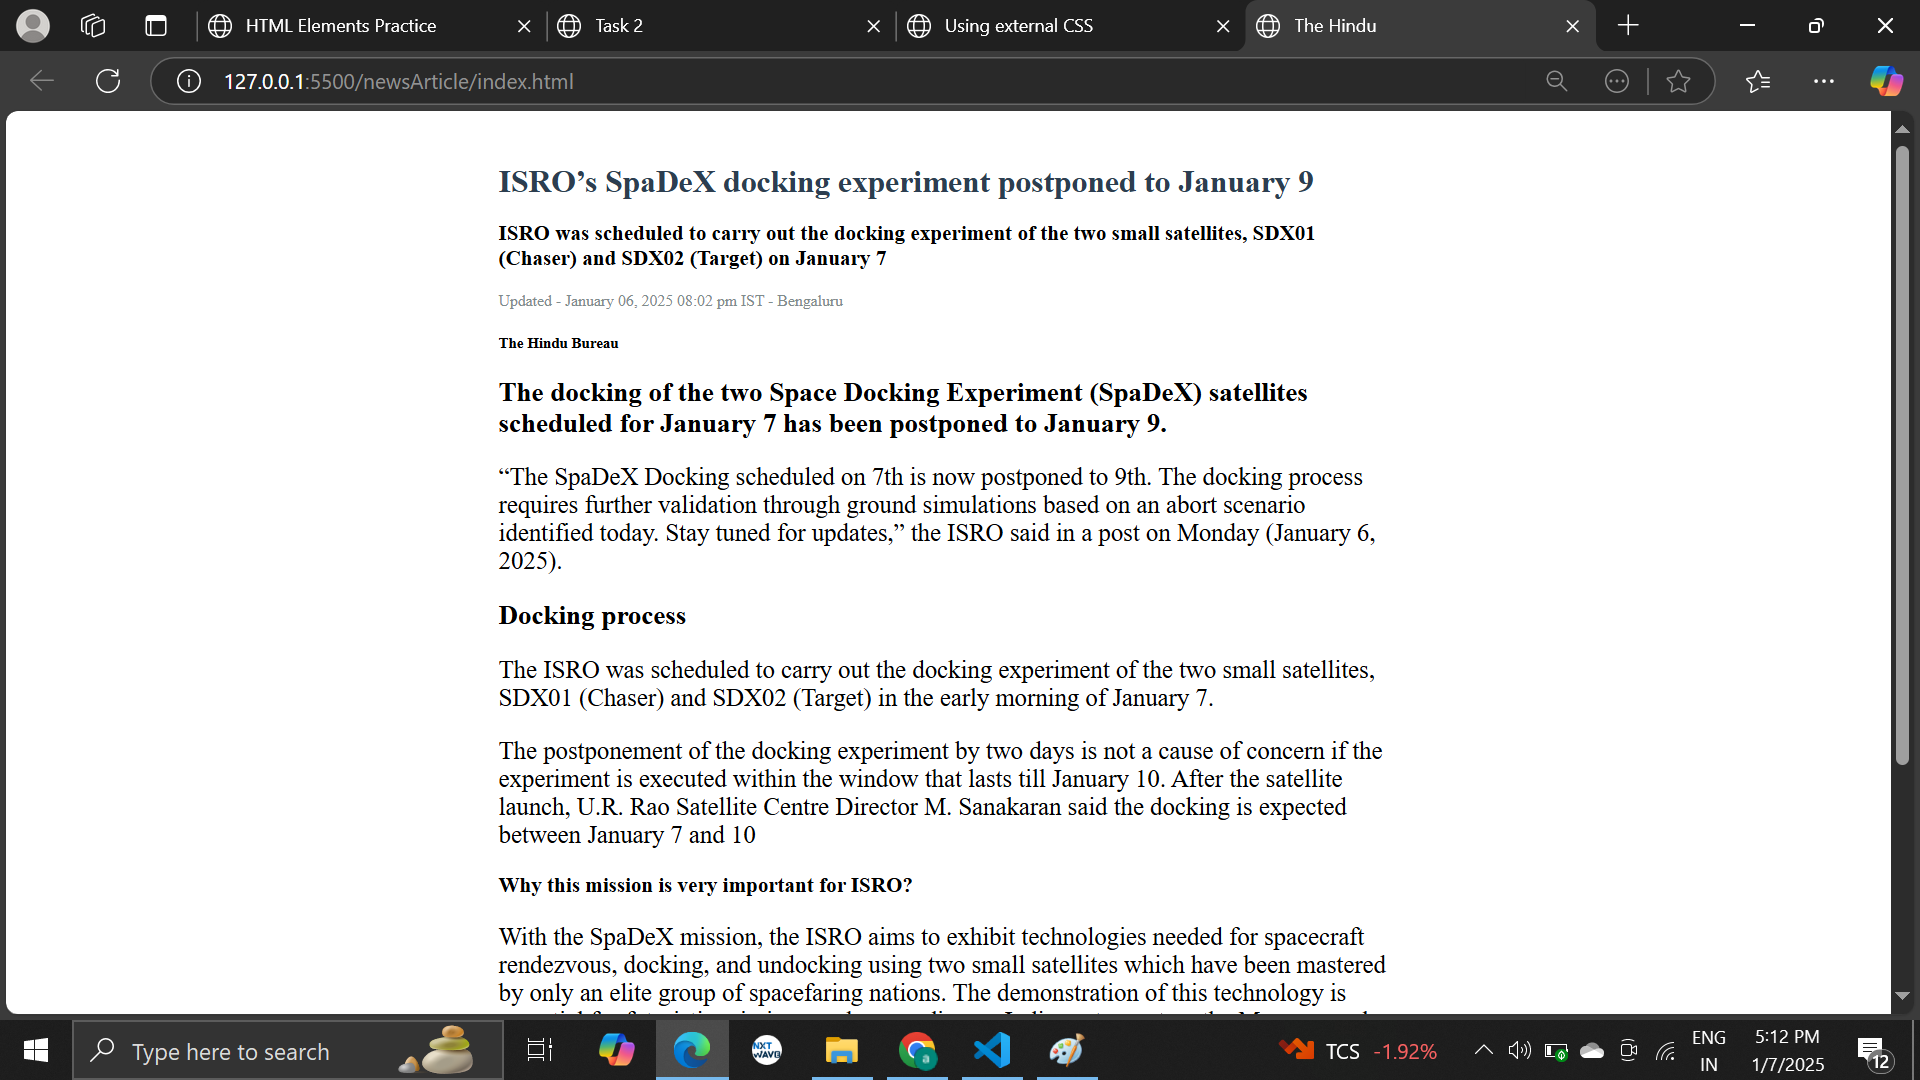 HTML Elements Practice
Task 2
Using external CSS
The Hindu
127.0.0.1:5500/newsArticle/index.html
ISRO’s SpaDeX docking experiment postponed to January 9
ISRO was scheduled to carry out the docking experiment of the two small satellites, SDX01
(Chaser) and SDX02 (Target) on January 7
Updated - January 06, 2025 08:02 pm IST - Bengaluru
The Hindu Bureau
The docking of the two Space Docking Experiment (SpaDeX) satellites
scheduled for January 7 has been postponed to January 9.
“The SpaDeX Docking scheduled on 7th is now postponed to 9th. The docking process
requires further validation through ground simulations based on an abort scenario
identified today. Stay tuned for updates,” the ISRO said in a post on Monday (January 6,
2025).
Docking process
The ISRO was scheduled to carry out the docking experiment of the two small satellites,
SDX01 (Chaser) and SDX02 (Target) in the early morning of January 7.
The postponement of the docking experiment by two days is not a cause of concern if the
experiment is executed within the window that lasts till January 10. After the satellite
launch, U.R. Rao Satellite Centre Director M. Sanakaran said the docking is expected
between January 7 and 10
Why this mission is very important for ISRO?
With the SpaDeX mission, the ISRO aims to exhibit technologies needed for spacecraft
rendezvous, docking, and undocking using two small satellites which have been mastered
by only an elite group of spacefaring nations. The demonstration of this technology is
Type here to search
NXT
WAVE
a
TCS -1.92%
ENG
IN
5:12 PM
1/7/2025
12